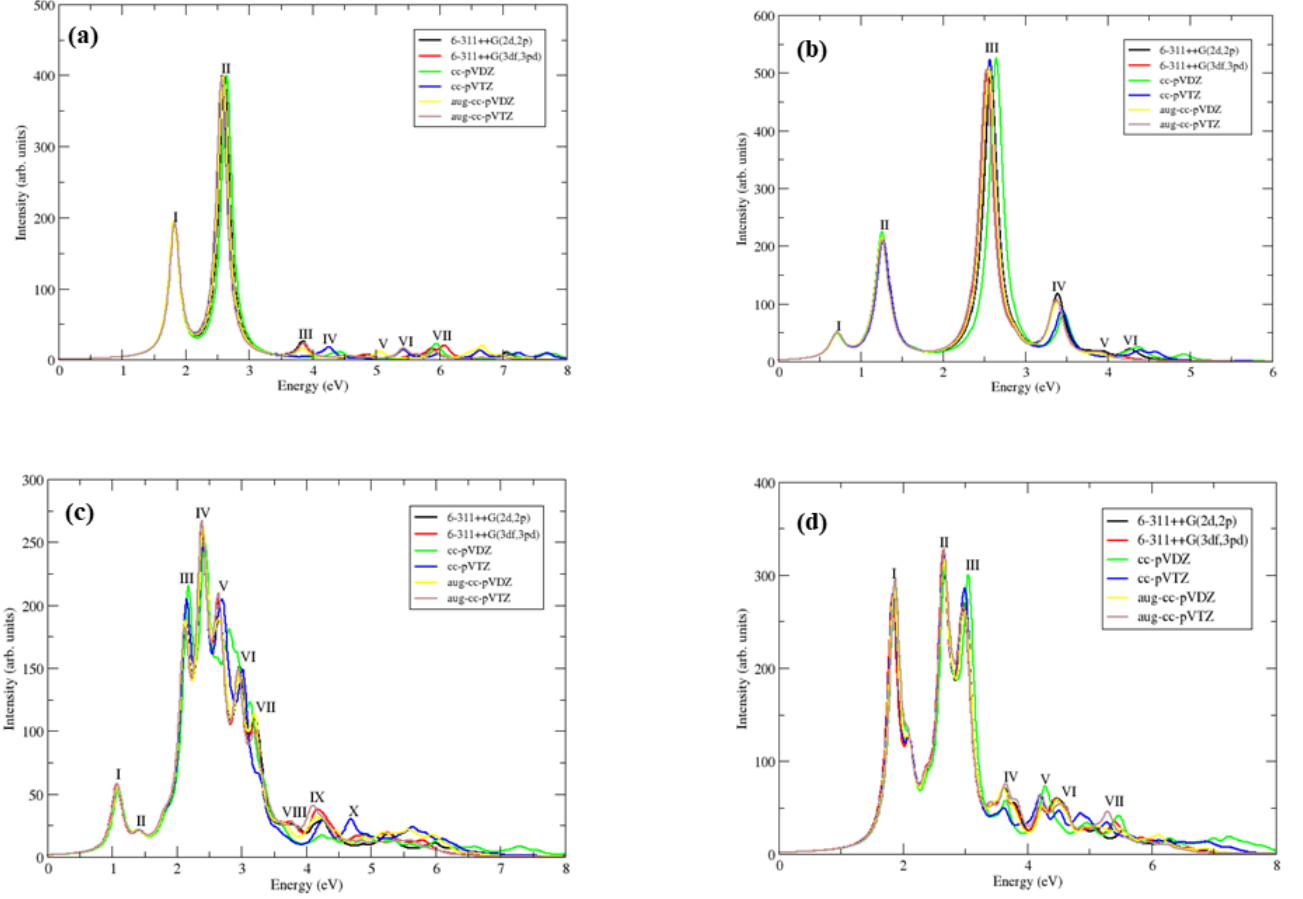 (a)
500
400
300
200
100
0
Intensity (arb. units)
0 1 2 3 4 5 6 7 8
Energy (eV)
6-311++G(2d,2p)
6-311++G(3df,3pd)
cc-pVDZ
cc-pVTZ
aug-cc-pVDZ
aug-cc-pVTZ
I II III IV V VI VII
(b)
600
500
400
300
200
100
0
Intensity (arb. units)
0 1 2 3 4 5 6
Energy (eV)
6-311++G(2d,2p)
6-311++G(3df,3pd)
cc-pVDZ
cc-pVTZ
aug-cc-pVDZ
aug-cc-pVTZ
I II III IV V VI
(c)
300
250
200
150
100
50
0
Intensity (arb. units)
0 1 2 3 4 5 6 7 8
Energy (eV)
6-311++G(2d,2p)
6-311++G(3df,3pd)
cc-pVDZ
cc-pVTZ
aug-cc-pVDZ
aug-cc-pVTZ
I II III IV V VI VII VIII IX X
(d)
400
300
200
100
0
Intensity (arb. units)
0 2 4 6 8
Energy (eV)
6-311++G(2d,2p)
6-311++G(3df,3pd)
cc-pVDZ
cc-pVTZ
aug-cc-pVDZ
aug-cc-pVTZ
I II III IV V VI VII